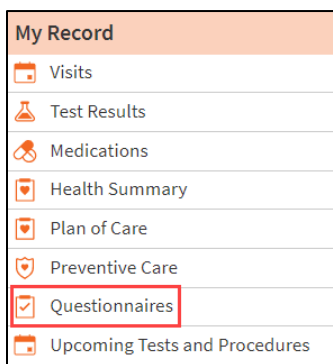 My Record
Visits
Test Results
Medications
Health Summary
Plan of Care
Preventive Care
Questionnaires
Upcoming Tests and Procedures